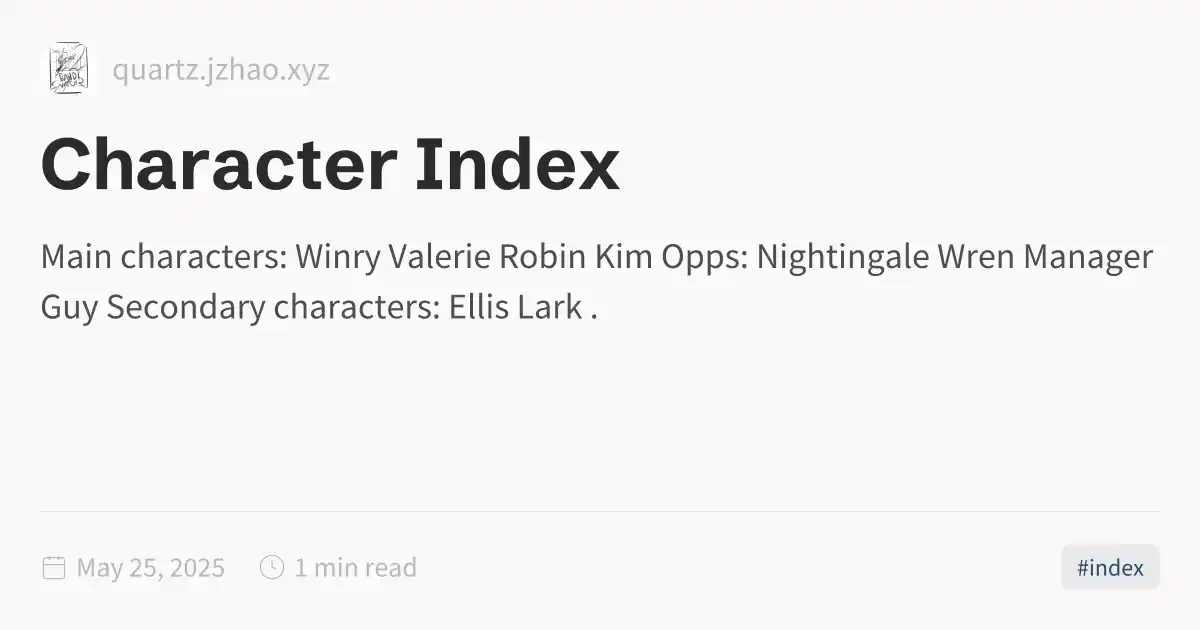 quartz.jzhao.xyz
Character Index
Main characters: Winry Valerie Robin Kim Opps: Nightingale Wren Manager
Guy Secondary characters: Ellis Lark .
May 25, 2025 1 min read
#index